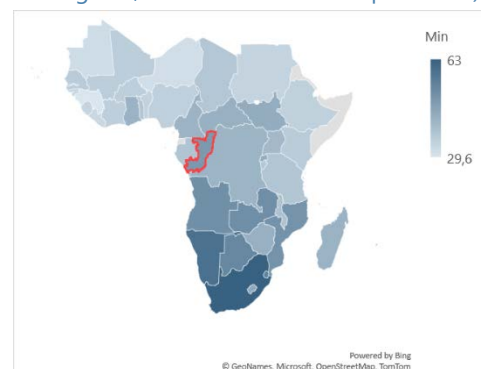 Min
63
29,6
Powered by Bing
© GeoNames, Microsoft, OpenStreetMap, TomTom